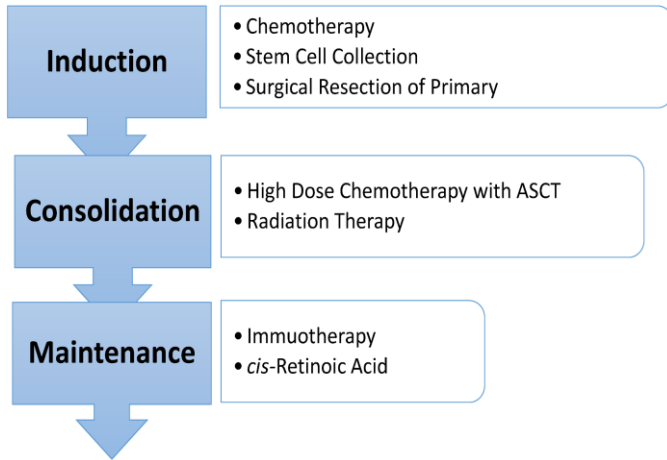 Induction
• Chemotherapy
• Stem Cell Collection
• Surgical Resection of Primary
Consolidation
• High Dose Chemotherapy with ASCT
• Radiation Therapy
Maintenance
• Immuotherapy
• cis-Retinoic Acid